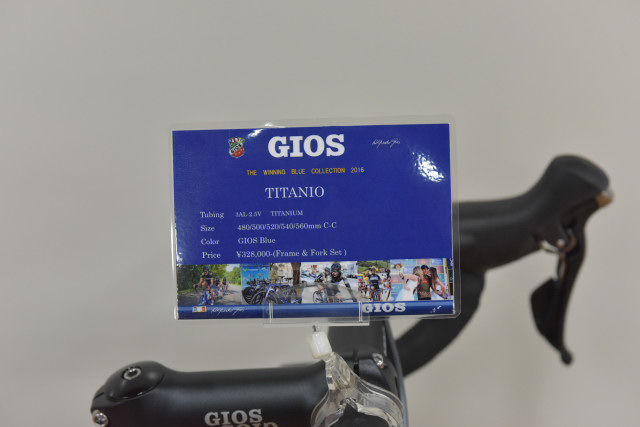 GIOS
THE WINNING BLUE COLLECTION 2016
TITANIO
Tubing 3AL-2.5V TITANIUM
Size 480/500/520/540/560mm C-C
Color GIOS Blue
Price ¥328,000-(Frame & Fork Set )
GIOS
GIOS